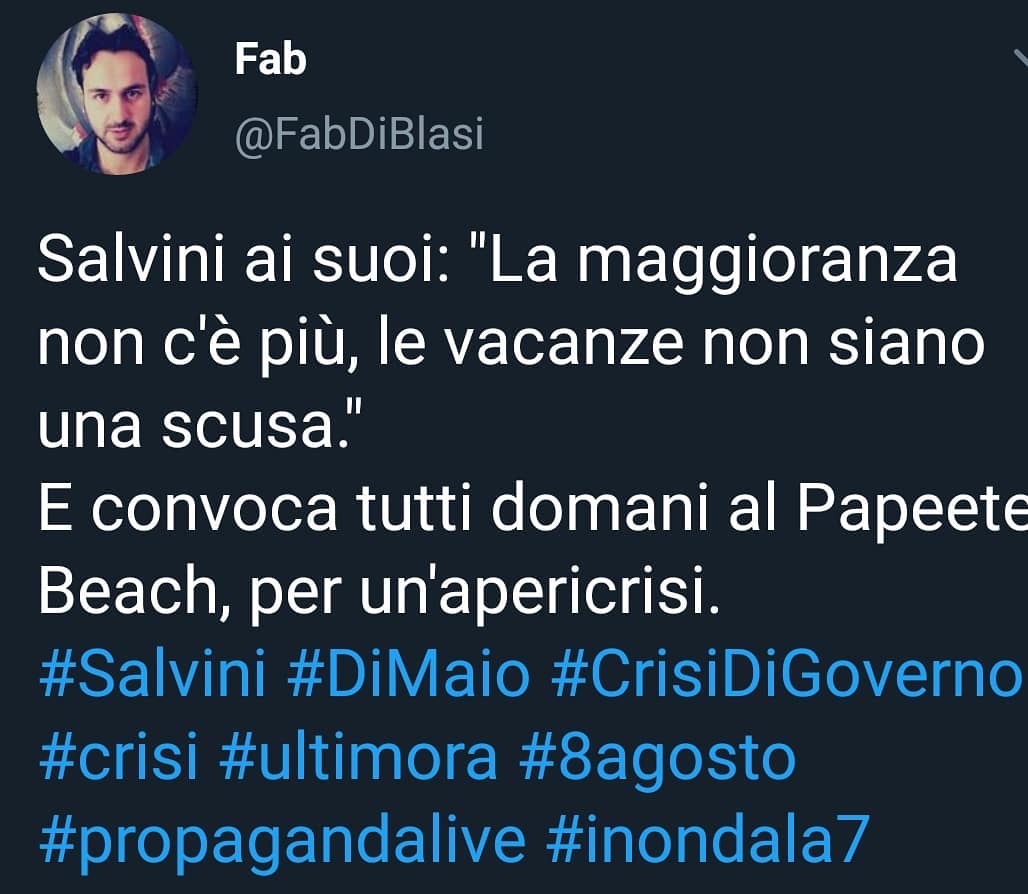 Fab
@FabDiBlasi
Salvini ai suoi: "La maggioranza
non c'è più, le vacanze non siano
una scusa."
E convoca tutti domani al Papeete
Beach, per un'apericrisi.
#Salvini #DiMaio #CrisiDiGoverno
#crisi #ultimora #8agosto
#propagandalive #inondala7